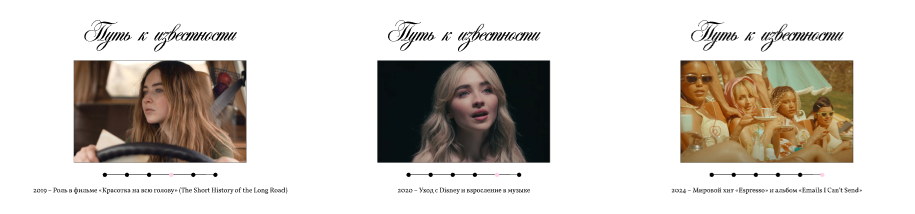 Путь к известности
2019 – Роль в фильме «Красотка на всю голову» (The Short History of the Long Road)
Путь к известности
2020 – Уход с Disney и взросление в музыке
Путь к известности
2024 – Мировой хит «Espresso» и альбом «Emails I Can't Send»